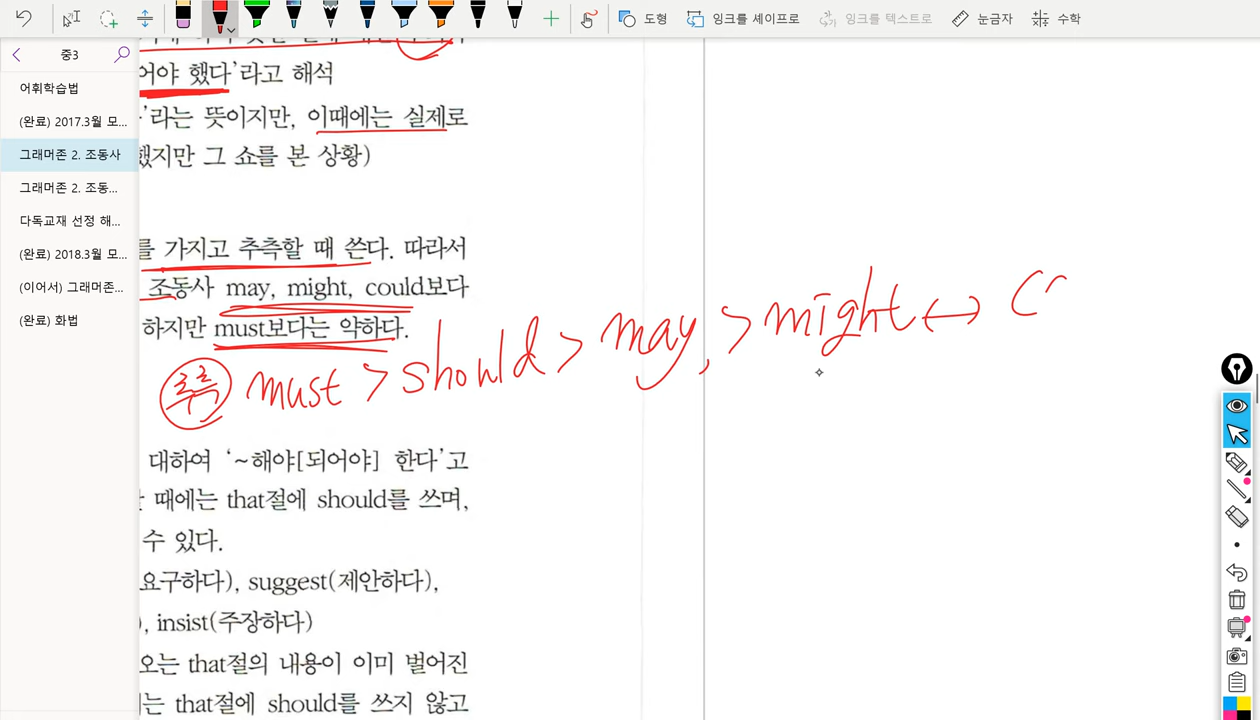 도형 잉크를 셰이프로 잉크를 텍스트로 눈금자 수학
중3
어휘학습법
(완료) 2017.3월 모...
그래머존 2. 조동사
그래머존 2. 조동...
다독교재 선정 해...
(완료) 2018.3월 모...
(이어서) 그래머존...
(완료) 화법
어야 했다’라고 해석
’라는 뜻이지만, 이때에는 실제로
했지만 그 쇼를 본 상황)
를 가지고 추측할 때 쓴다. 따라서
조동사 may, might, could보다
하지만 must보다는 약하다.
추측 must > should > may, > might ↔ c
대하여 ‘~해야[되어야] 한다’고
때에는 that절에 should를 쓰며,
수 있다.
요구하다), suggest(제안하다),
), insist(주장하다)
오는 that절의 내용이 이미 벌어진
는 that절에 should를 쓰지 않고